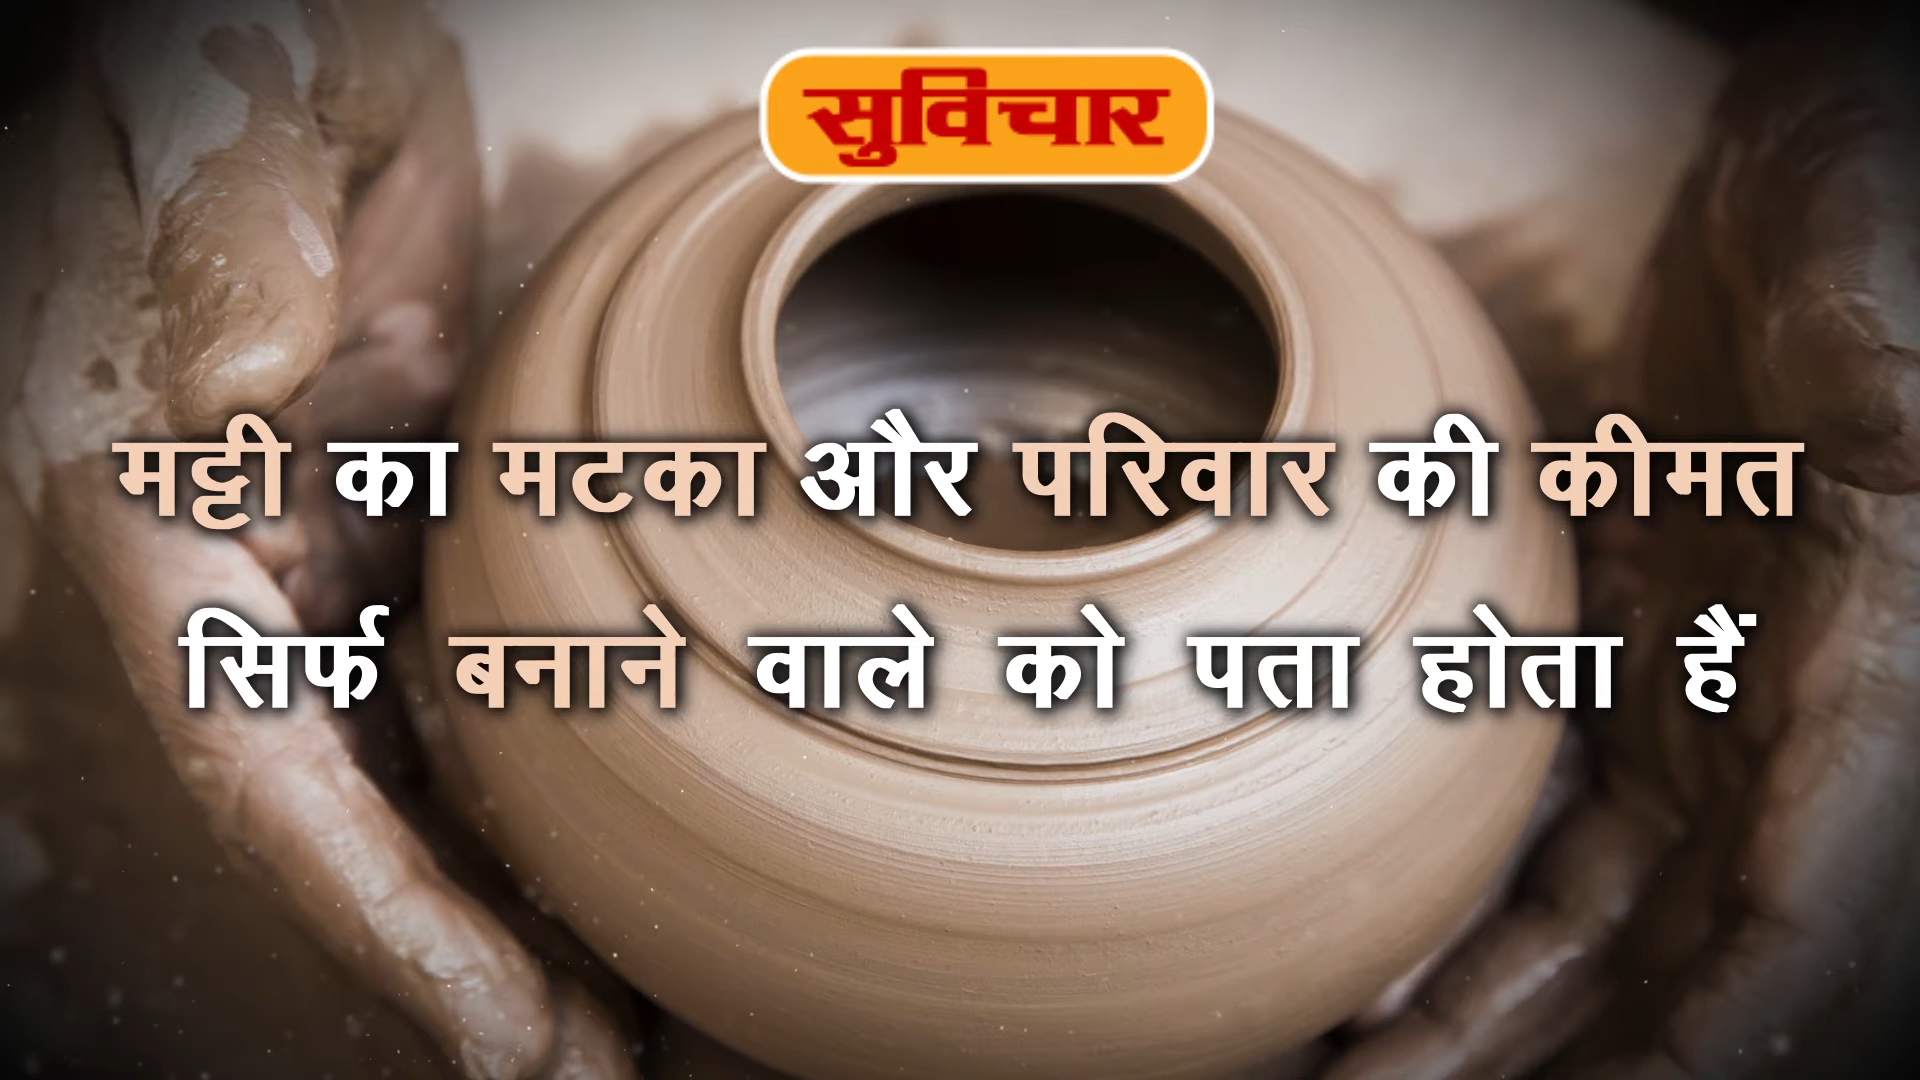 सुविचार
मट्टी का मटका और परिवार की कीमत
सिर्फ बनाने वाले को पता होता हैं